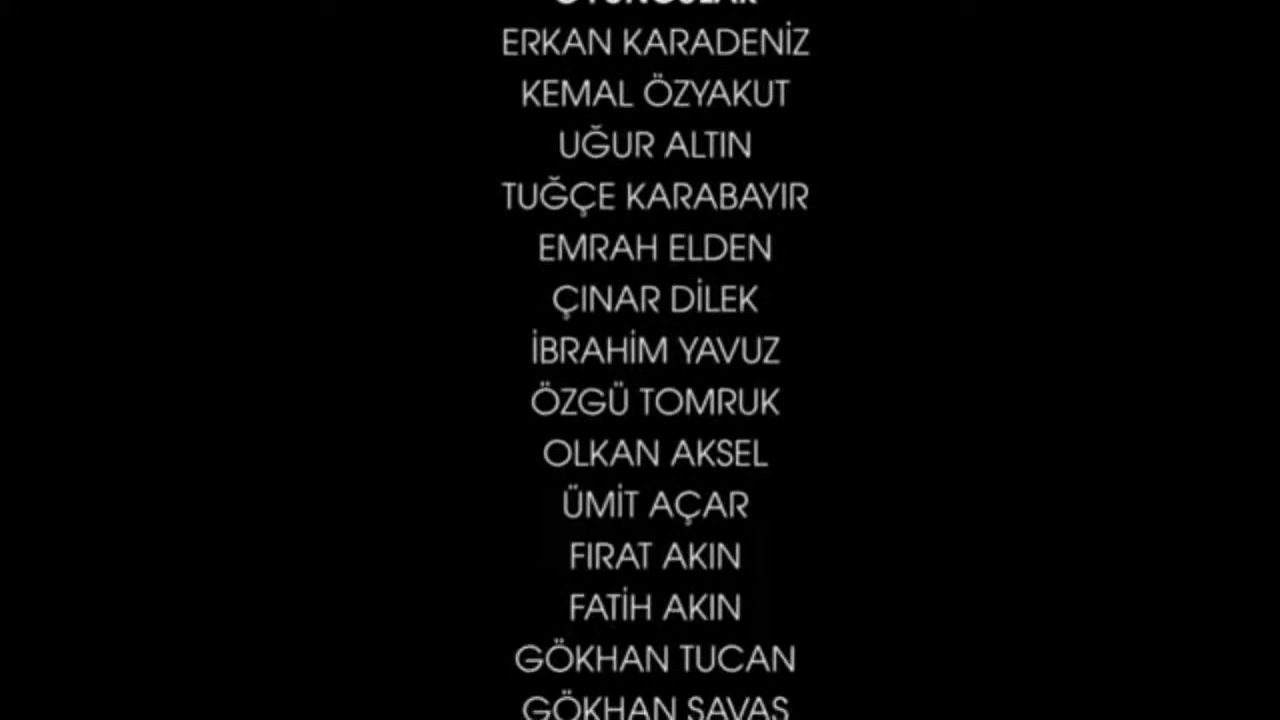 OYUNCULAR
ERKAN KARADENİZ
KEMAL ÖZYAKUT
UĞUR ALTIN
TUĞÇE KARABAYIR
EMRAH ELDEN
ÇINAR DİLEK
İBRAHİM YAVUZ
ÖZGÜ TOMRUK
OLKAN AKSEL
ÜMİT AÇAR
FIRAT AKIN
FATİH AKIN
GÖKHAN TUCAN
GÖKHAN SAVAŞ